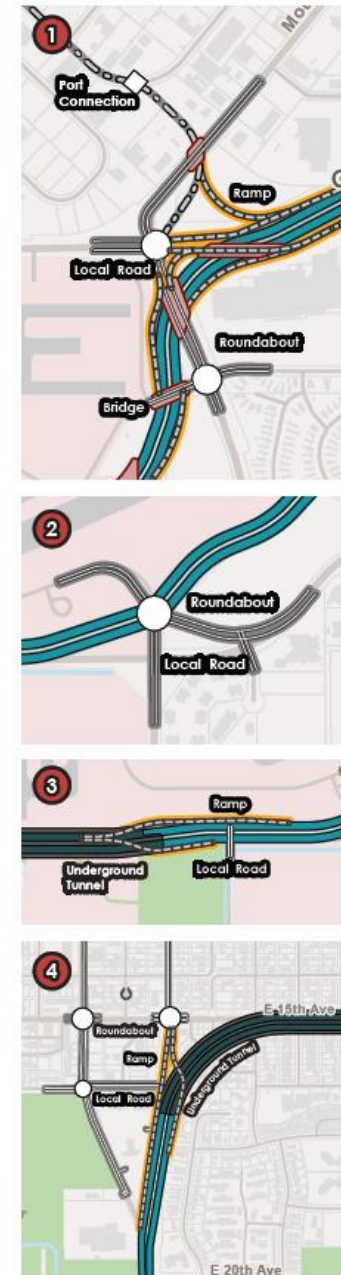 1
Mou
Port
Connection
Ramp
Local Road
Roundabout
Bridge
2
Roundabout
Local Road
3
Ramp
Underground
Tunnel
Local Road
4
E 15th Ave
Roundabout
Ramp
Underground Tunnel
Local Road
E 20th Ave